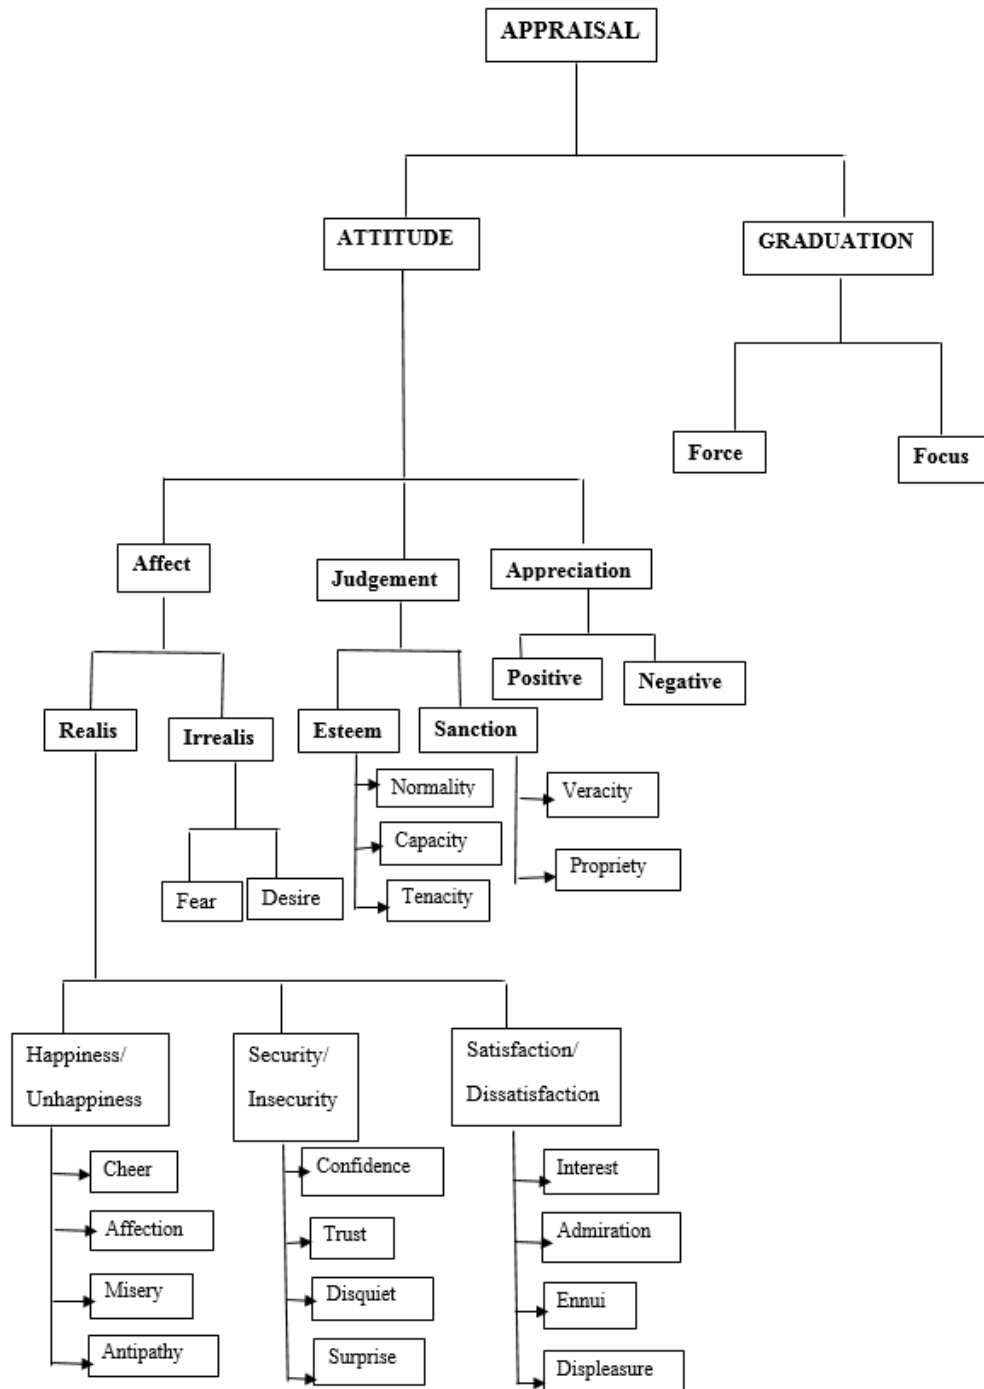 APPRAISAL
ATTITUDE
GRADUATION
Force
Focus
Affect
Judgement
Appreciation
Positive
Negative
Realis
Irrealis
Esteem
Sanction
Normality
Veracity
Capacity
Propriety
Tenacity
Fear
Desire
Happiness/
Unhappiness
Security/
Insecurity
Satisfaction/
Dissatisfaction
Cheer
Affection
Misery
Antipathy
Confidence
Trust
Disquiet
Surprise
Interest
Admiration
Ennui
Displeasure